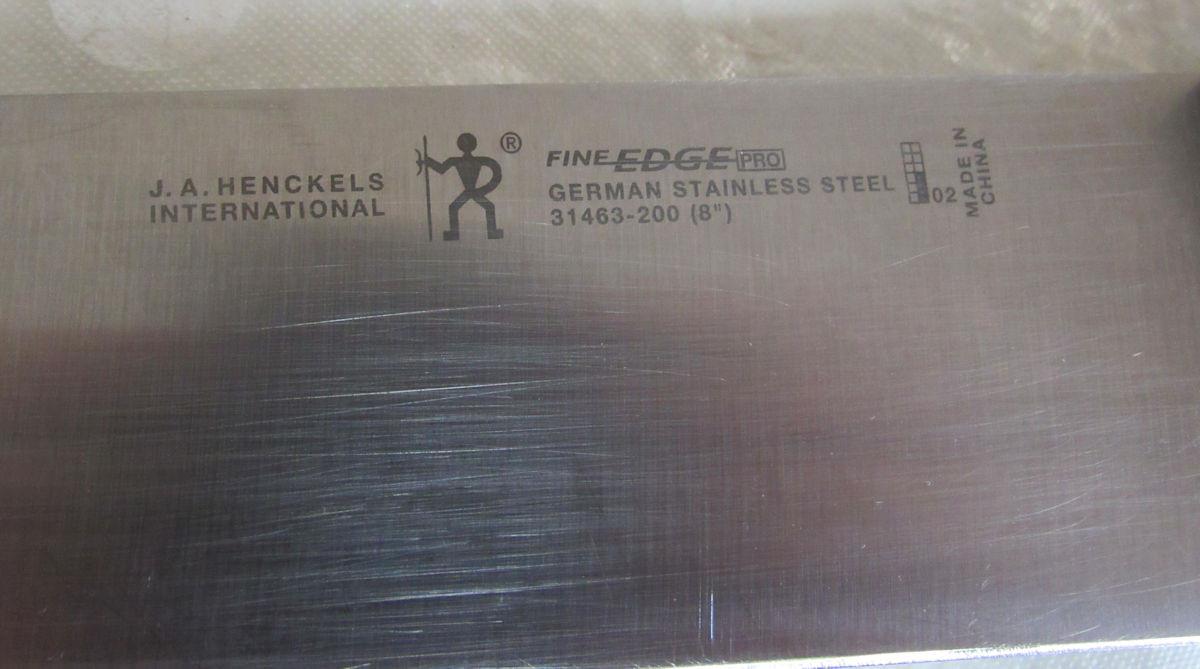 J. A. HENCKELS
INTERNATIONAL
®
FINE EDGE PRO
GERMAN STAINLESS STEEL
31463-200 (8")
02
MADE IN
CHINA